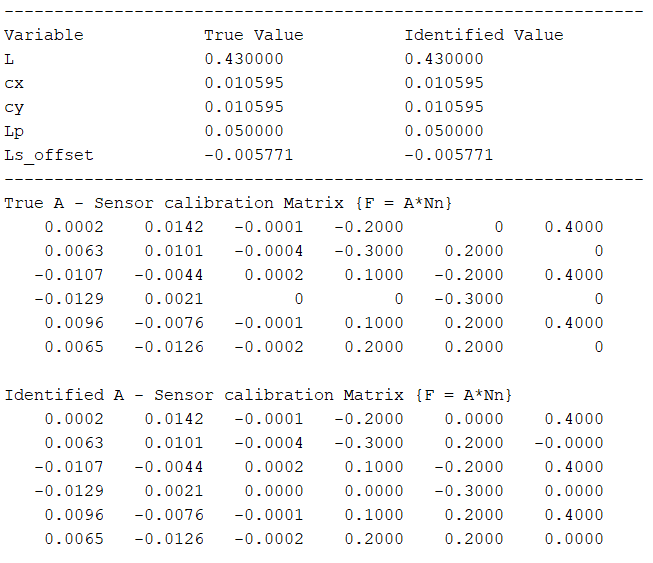 ----------------------------------------------------------------
Variable            True Value          Identified Value
L                   0.430000            0.430000
cx                  0.010595            0.010595
cy                  0.010595            0.010595
Lp                  0.050000            0.050000
Ls_offset           -0.005771           -0.005771
----------------------------------------------------------------
True A - Sensor calibration Matrix {F = A*Nn}
    0.0002    0.0142   -0.0001   -0.2000         0    0.4000
    0.0063    0.0101   -0.0004   -0.3000    0.2000         0
   -0.0107   -0.0044    0.0002    0.1000   -0.2000    0.4000
   -0.0129    0.0021         0         0   -0.3000         0
    0.0096   -0.0076   -0.0001    0.1000    0.2000    0.4000
    0.0065   -0.0126   -0.0002    0.2000    0.2000         0

Identified A - Sensor calibration Matrix {F = A*Nn}
    0.0002    0.0142   -0.0001   -0.2000    0.0000    0.4000
    0.0063    0.0101   -0.0004   -0.3000    0.2000   -0.0000
   -0.0107   -0.0044    0.0002    0.1000   -0.2000    0.4000
   -0.0129    0.0021    0.0000    0.0000   -0.3000    0.0000
    0.0096   -0.0076   -0.0001    0.1000    0.2000    0.4000
    0.0065   -0.0126   -0.0002    0.2000    0.2000    0.0000